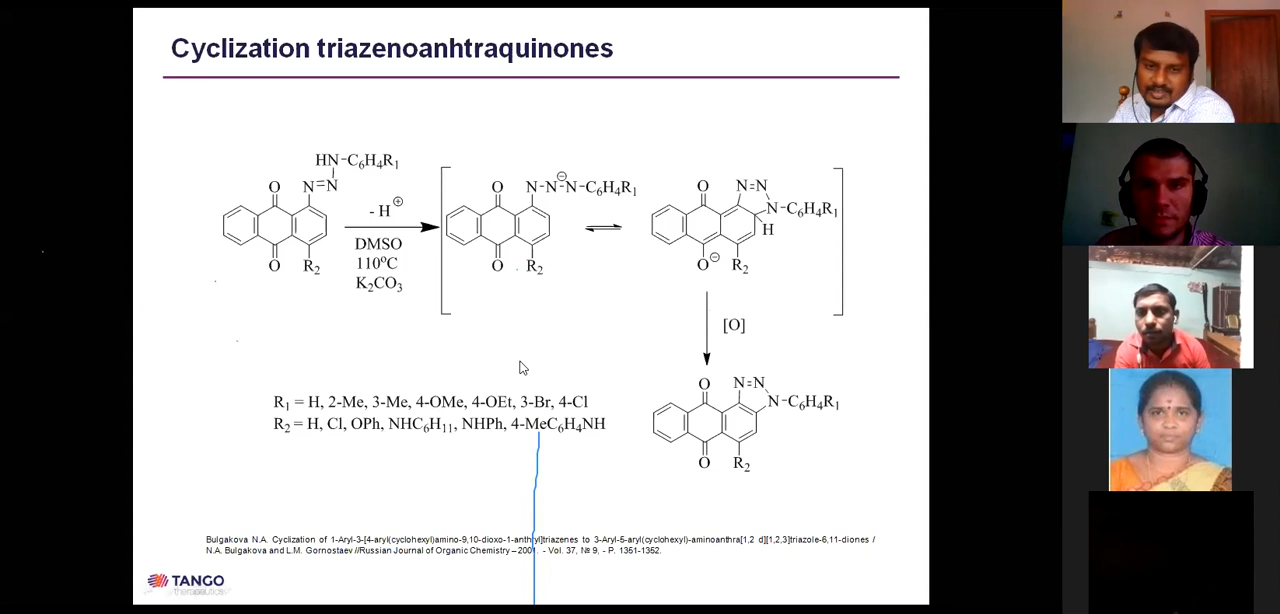 Cyclization triazenoanhtraquinones
HN-C6H4R1
O N=N
O R2
- H⊕
DMSO
110°C
K2CO3
O N-N-N-C6H4R1
⊖
O R2
O N=N
N-C6H4R1
H
O⊖ R2
[O]
O N=N
N-C6H4R1
O R2
R1 = H, 2-Me, 3-Me, 4-OMe, 4-OEt, 3-Br, 4-Cl
R2 = H, Cl, OPh, NHC6H11, NHPh, 4-MeC6H4NH
Bulgakova N.A. Cyclization of 1-Aryl-3-[4-aryl(cyclohexyl)amino-9,10-dioxo-1-anthryl]triazenes to 3-Aryl-5-aryl(cyclohexyl)-aminoanthra[1,2 d][1,2,3]triazole-6,11-diones /
N.A. Bulgakova and L.M. Gornostaev //Russian Journal of Organic Chemistry – 2001. - Vol. 37, № 9, - P. 1351-1352.
TANGO
therapeutics